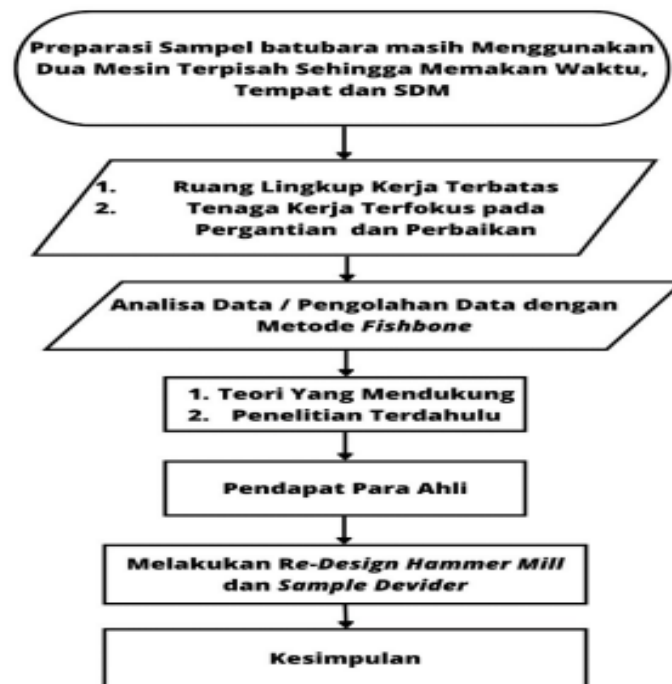 Preparasi Sampel batubara masih Menggunakan
Dua Mesin Terpisah Sehingga Memakan Waktu,
Tempat dan SDM
1. Ruang Lingkup Kerja Terbatas
2. Tenaga Kerja Terfokus pada
Pergantian dan Perbaikan
Analisa Data / Pengolahan Data dengan
Metode Fishbone
1. Teori Yang Mendukung
2. Penelitian Terdahulu
Pendapat Para Ahli
Melakukan Re-Design Hammer Mill
dan Sample Devider
Kesimpulan